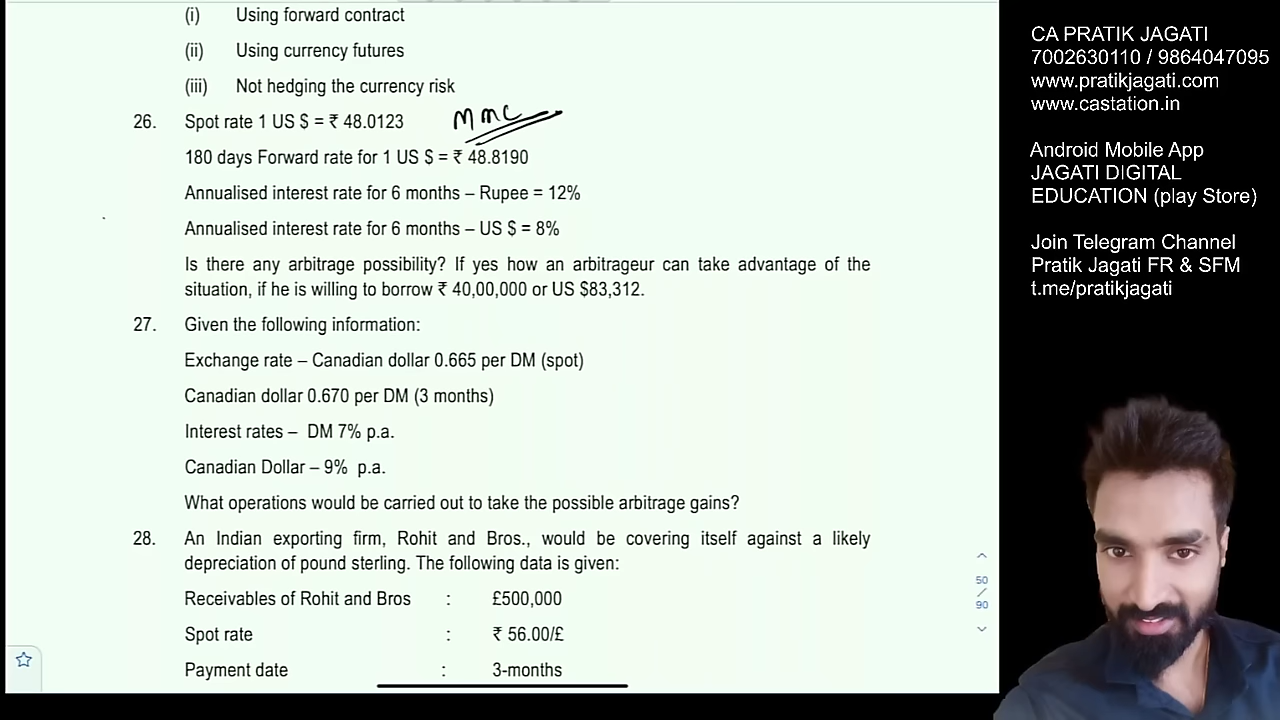 (i) Using forward contract
(ii) Using currency futures
(iii) Not hedging the currency risk
26. Spot rate 1 US $ = ₹ 48.0123
MMC
180 days Forward rate for 1 US $ = ₹ 48.8190
Annualised interest rate for 6 months – Rupee = 12%
Annualised interest rate for 6 months – US $ = 8%
Is there any arbitrage possibility? If yes how an arbitrageur can take advantage of the
situation, if he is willing to borrow ₹ 40,00,000 or US $83,312.
27. Given the following information:
Exchange rate – Canadian dollar 0.665 per DM (spot)
Canadian dollar 0.670 per DM (3 months)
Interest rates – DM 7% p.a.
Canadian Dollar – 9% p.a.
What operations would be carried out to take the possible arbitrage gains?
28. An Indian exporting firm, Rohit and Bros., would be covering itself against a likely
depreciation of pound sterling. The following data is given:
Receivables of Rohit and Bros : £500,000
Spot rate : ₹ 56.00/£
Payment date : 3-months
50
/
90
CA PRATIK JAGATI
7002630110 / 9864047095
www.pratikjagati.com
www.castation.in
Android Mobile App
JAGATI DIGITAL
EDUCATION (play Store)
Join Telegram Channel
Pratik Jagati FR & SFM
t.me/pratikjagati